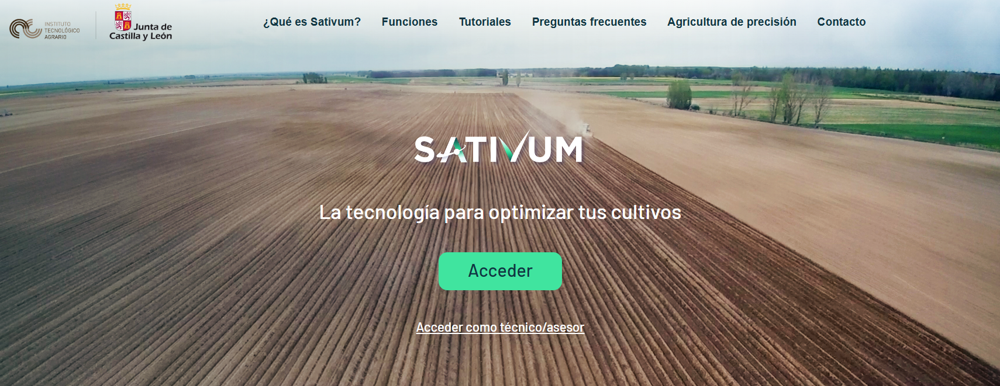 INSTITUTO
TECNOLÓGICO
AGRARIO
Junta de
Castilla y León
¿Qué es Sativum?
Funciones
Tutoriales
Preguntas frecuentes
Agricultura de precisión
Contacto
SATIVUM
La tecnología para optimizar tus cultivos
Acceder
Acceder como técnico/asesor